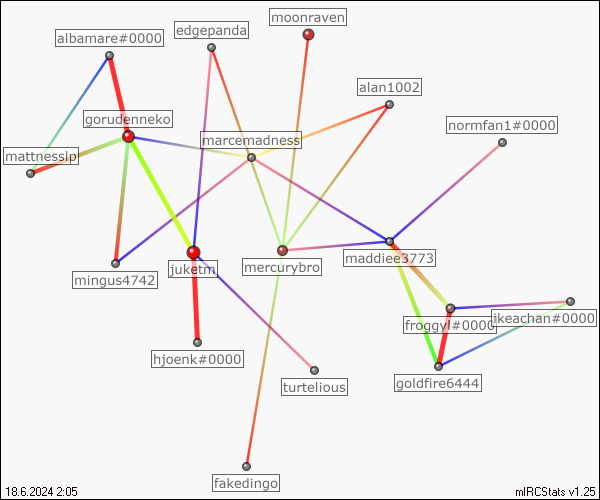 moonraven
edgepanda
albamare#0000
alan1002
gorudenneko
normfan1#0000
marcemadness
mattnesslp
maddiee3773
mercurybro
juketm
mingus4742
ikeachan#0000
froggyl#0000
hjoenk#0000
goldfire6444
turtelious
fakedingo
18.6.2024 2:05
mIRCStats v1.25